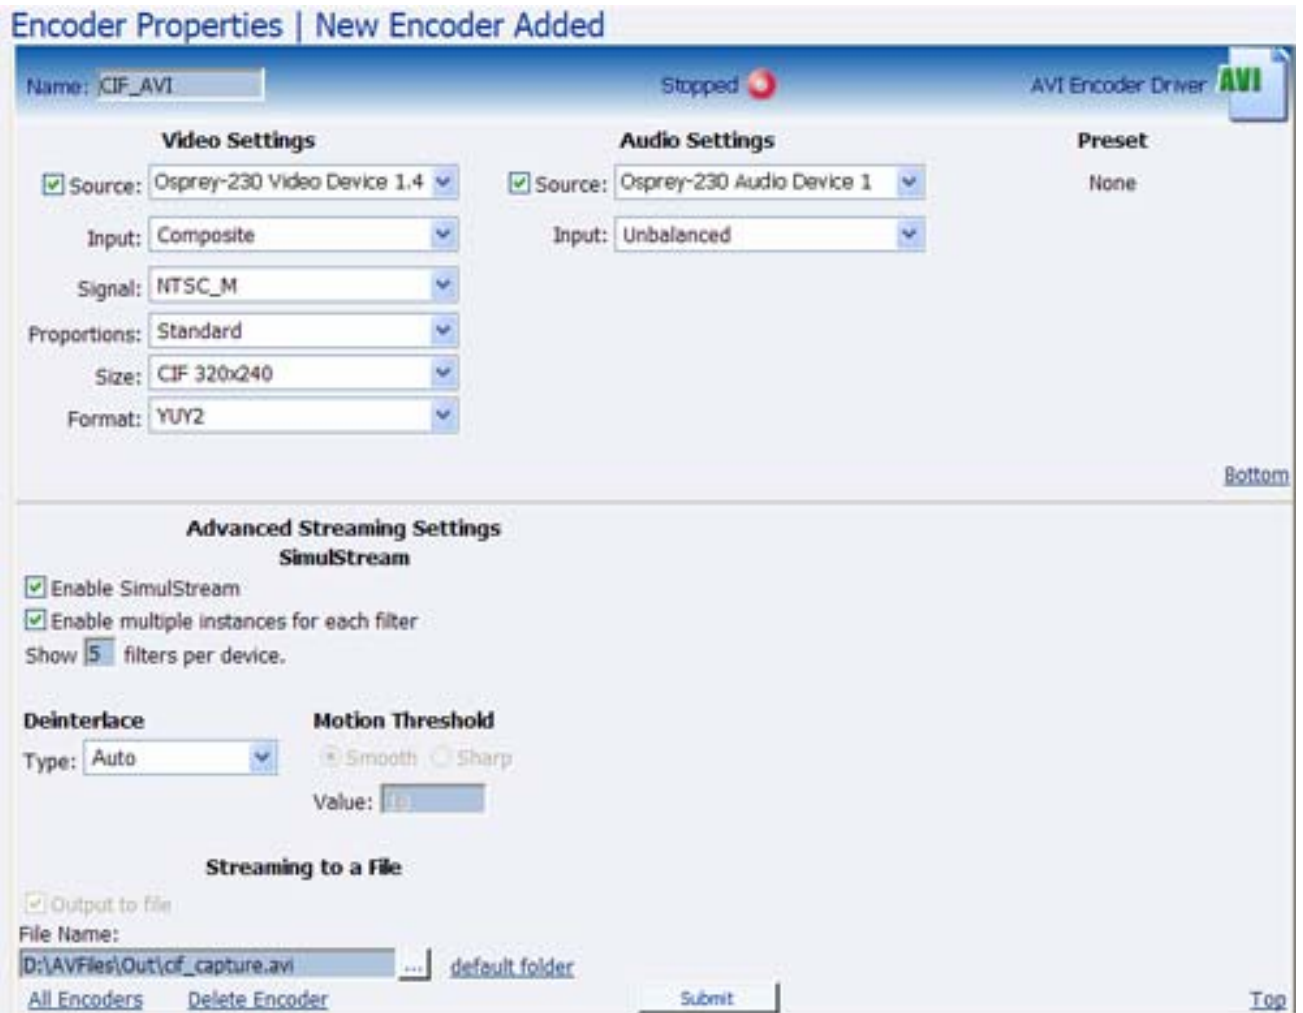 Encoder Properties | New Encoder Added
Name: CIF_AVI Stopped AVI Encoder Driver AVI
Video Settings Audio Settings Preset
Source: Osprey-230 Video Device 1.4 Source: Osprey-230 Audio Device 1 None
Input: Composite Input: Unbalanced
Signal: NTSC_M
Proportions: Standard
Size: CIF 320x240
Format: YUY2
Bottom
Advanced Streaming Settings
SimulStream
Enable SimulStream
Enable multiple instances for each filter
Show 5 filters per device.
Deinterlace Motion Threshold
Type: Auto Smooth Sharp
Value:
Streaming to a File
Output to file
File Name:
D:\AVFiles\Out\cif_capture.avi ... default folder
All Encoders Delete Encoder Submit Top